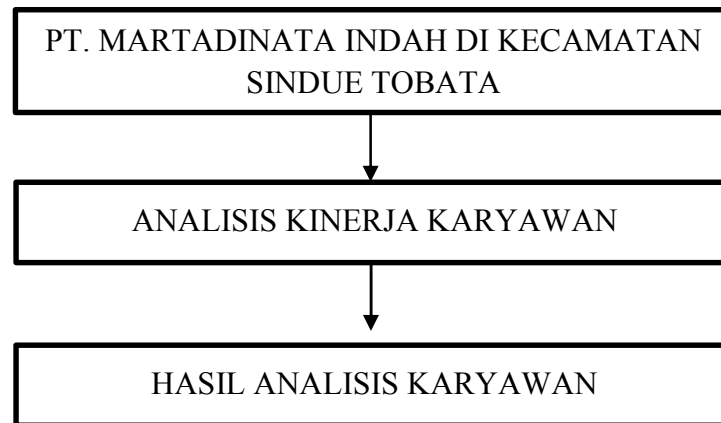 PT. MARTADINATA INDAH DI KECAMATAN
SINDUE TOBATA
ANALISIS KINERJA KARYAWAN
HASIL ANALISIS KARYAWAN